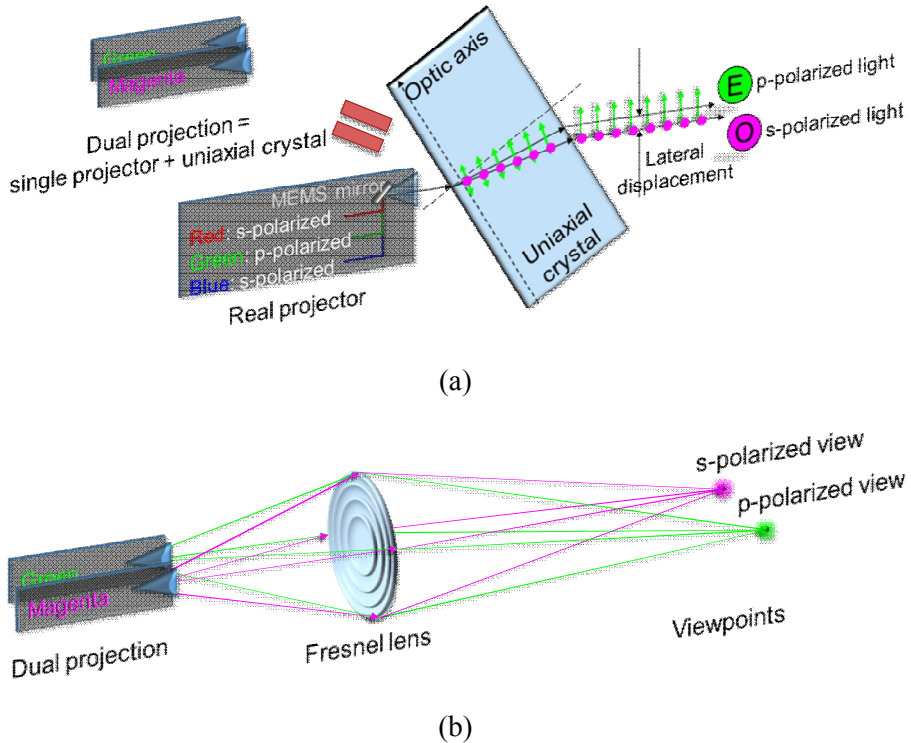 Green
Magenta
Dual projection =
single projector + uniaxial crystal
MEMS mirror
Red: s-polarized
Green: p-polarized
Blue: s-polarized
Real projector
Optic axis
Uniaxial
crystal
E
p-polarized light
O
s-polarized light
Lateral
displacement
(a)
s-polarized view
p-polarized view
Green
Magenta
Dual projection
Fresnel lens
Viewpoints
(b)